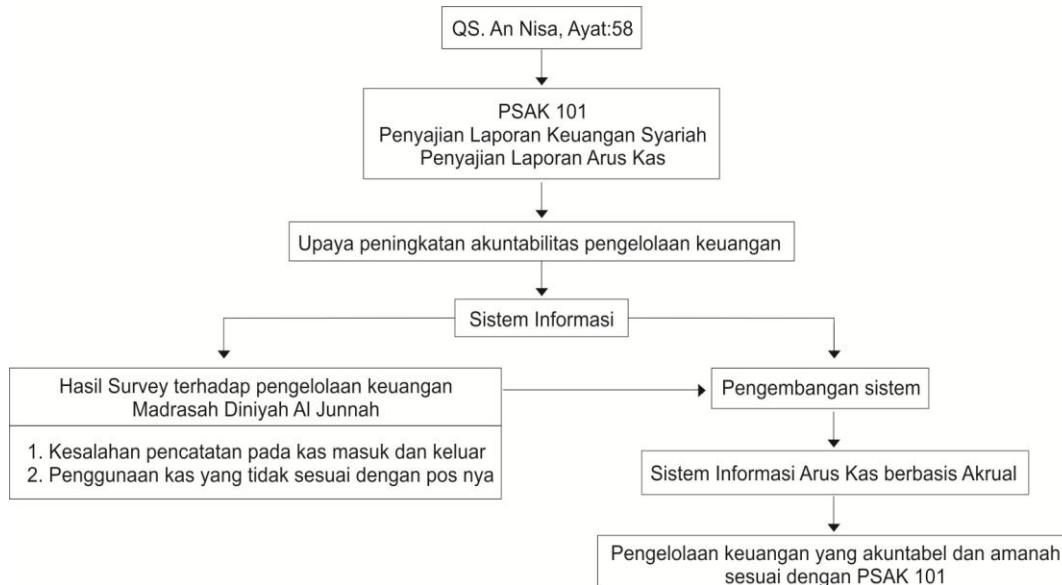 QS. An Nisa, Ayat:58
PSAK 101
Penyajian Laporan Keuangan Syariah
Penyajian Laporan Arus Kas
Upaya peningkatan akuntabilitas pengelolaan keuangan
Sistem Informasi
Hasil Survey terhadap pengelolaan keuangan
Madrasah Diniyah Al Junnah
1. Kesalahan pencatatan pada kas masuk dan keluar
2. Penggunaan kas yang tidak sesuai dengan pos nya
Pengembangan sistem
Sistem Informasi Arus Kas berbasis Akrual
Pengelolaan keuangan yang akuntabel dan amanah
sesuai dengan PSAK 101